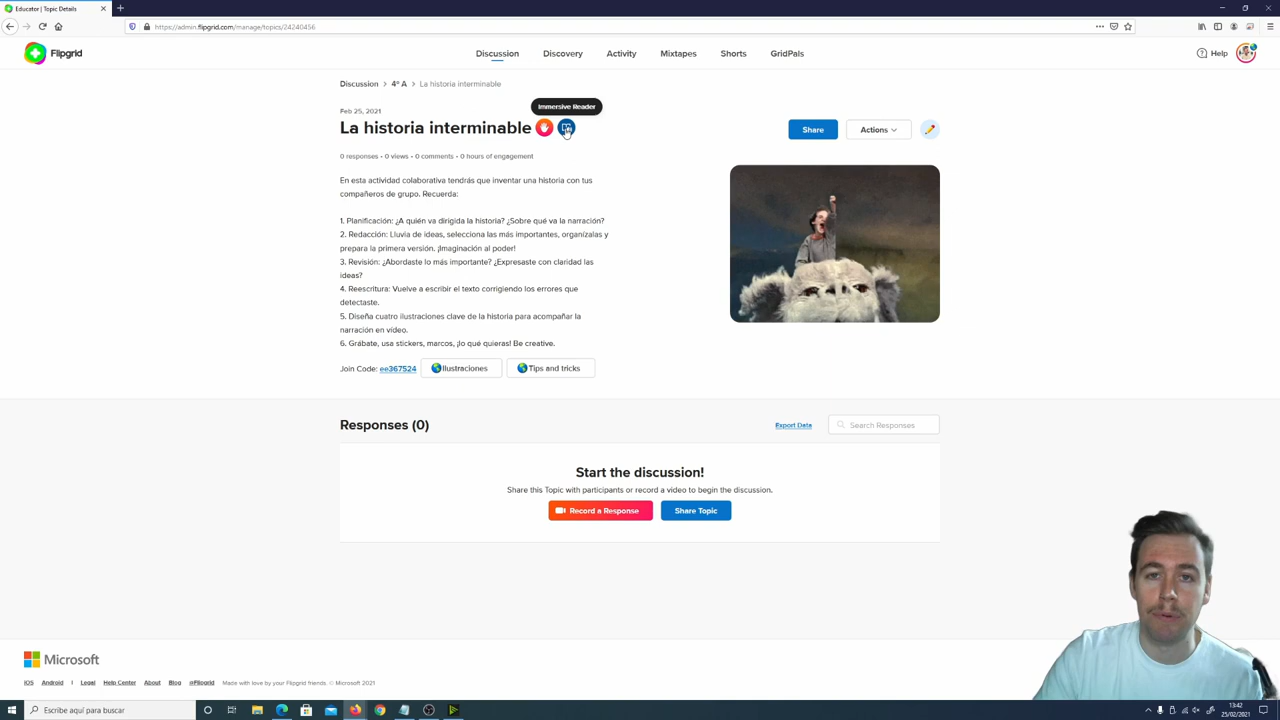 Educator | Topic Details
https://admin.flipgrid.com/manage/topics/24240456
Flipgrid
Discussion
Discovery
Activity
Mixtapes
Shorts
GridPals
Help
Discussion > 4º A > La historia interminable
Immersive Reader
Feb 25, 2021
La historia interminable
Share
Actions
0 responses • 0 views • 0 comments • 0 hours of engagement
En esta actividad colaborativa tendrás que inventar una historia con tus
compañeros de grupo. Recuerda:
1. Planificación: ¿A quién va dirigida la historia? ¿Sobre qué va la narración?
2. Redacción: Lluvia de ideas, selecciona las más importantes, organízalas y
prepara la primera versión. ¡Imaginación al poder!
3. Revisión: ¿Abordaste lo más importante? ¿Expresaste con claridad las
ideas?
4. Reescritura: Vuelve a escribir el texto corrigiendo los errores que
detectaste.
5. Diseña cuatro ilustraciones clave de la historia para acompañar la
narración en vídeo.
6. Grábate, usa stickers, marcos, ¡lo que quieras! Be creative.
Join Code: ee367524
Ilustraciones
Tips and tricks
Responses (0)
Export Data
Search Responses
Start the discussion!
Share this Topic with participants or record a video to begin the discussion.
Record a Response
Share Topic
Microsoft
iOS
Android
|
Legal
Help Center
About
Blog
@Flipgrid
Made with love by your Flipgrid friends. © Microsoft 2021
Escribe aquí para buscar
13:42
25/02/2021